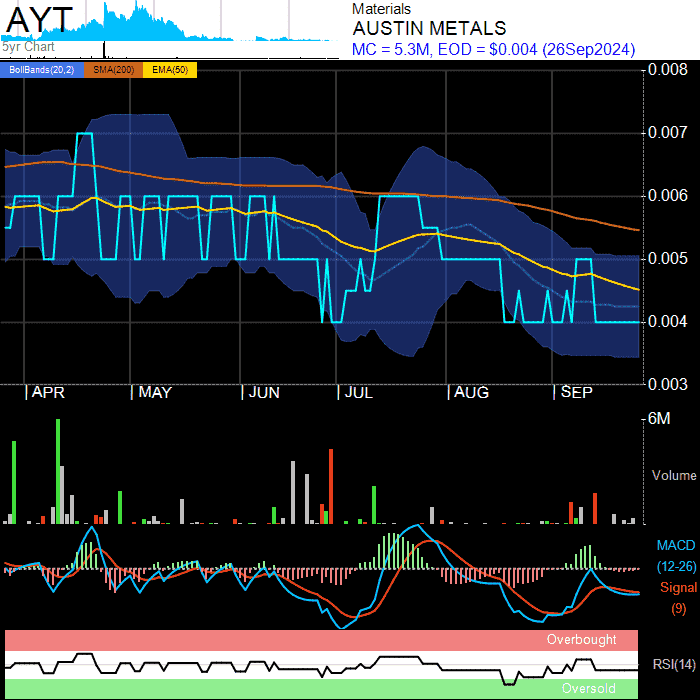 AYT
5yr Chart
Materials
AUSTIN METALS
MC = 5.3M, EOD = $0.004 (26Sep2024)
BollBands(20,2) SMA(200) EMA(50)
0.008
0.007
0.006
0.005
0.004
0.003
APR MAY JUN JUL AUG SEP
6M
Volume
MACD
(12-26)
Signal
(9)
Overbought
RSI(14)
Oversold